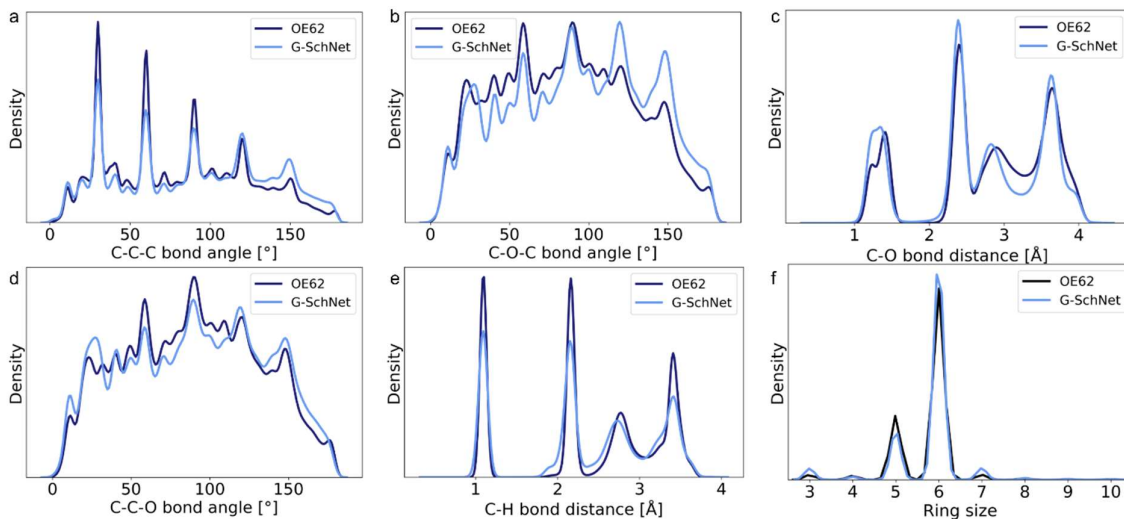 a
OE62
G-SchNet
Density
0 50 100 150
C-C-C bond angle [°]
b
OE62
G-SchNet
Density
0 50 100 150
C-O-C bond angle [°]
c
OE62
G-SchNet
Density
1 2 3 4
C-O bond distance [Å]
d
OE62
G-SchNet
Density
0 50 100 150
C-C-O bond angle [°]
e
OE62
G-SchNet
Density
1 2 3 4
C-H bond distance [Å]
f
OE62
G-SchNet
Density
3 4 5 6 7 8 9 10
Ring size